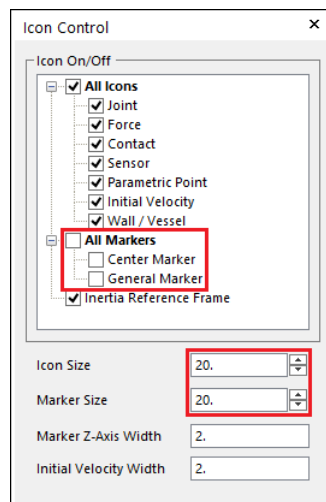 Icon Control
Icon On/Off
All Icons
Joint
Force
Contact
Sensor
Parametric Point
Initial Velocity
Wall / Vessel
All Markers
Center Marker
General Marker
Inertia Reference Frame
Icon Size 20.
Marker Size 20.
Marker Z-Axis Width 2.
Initial Velocity Width 2.